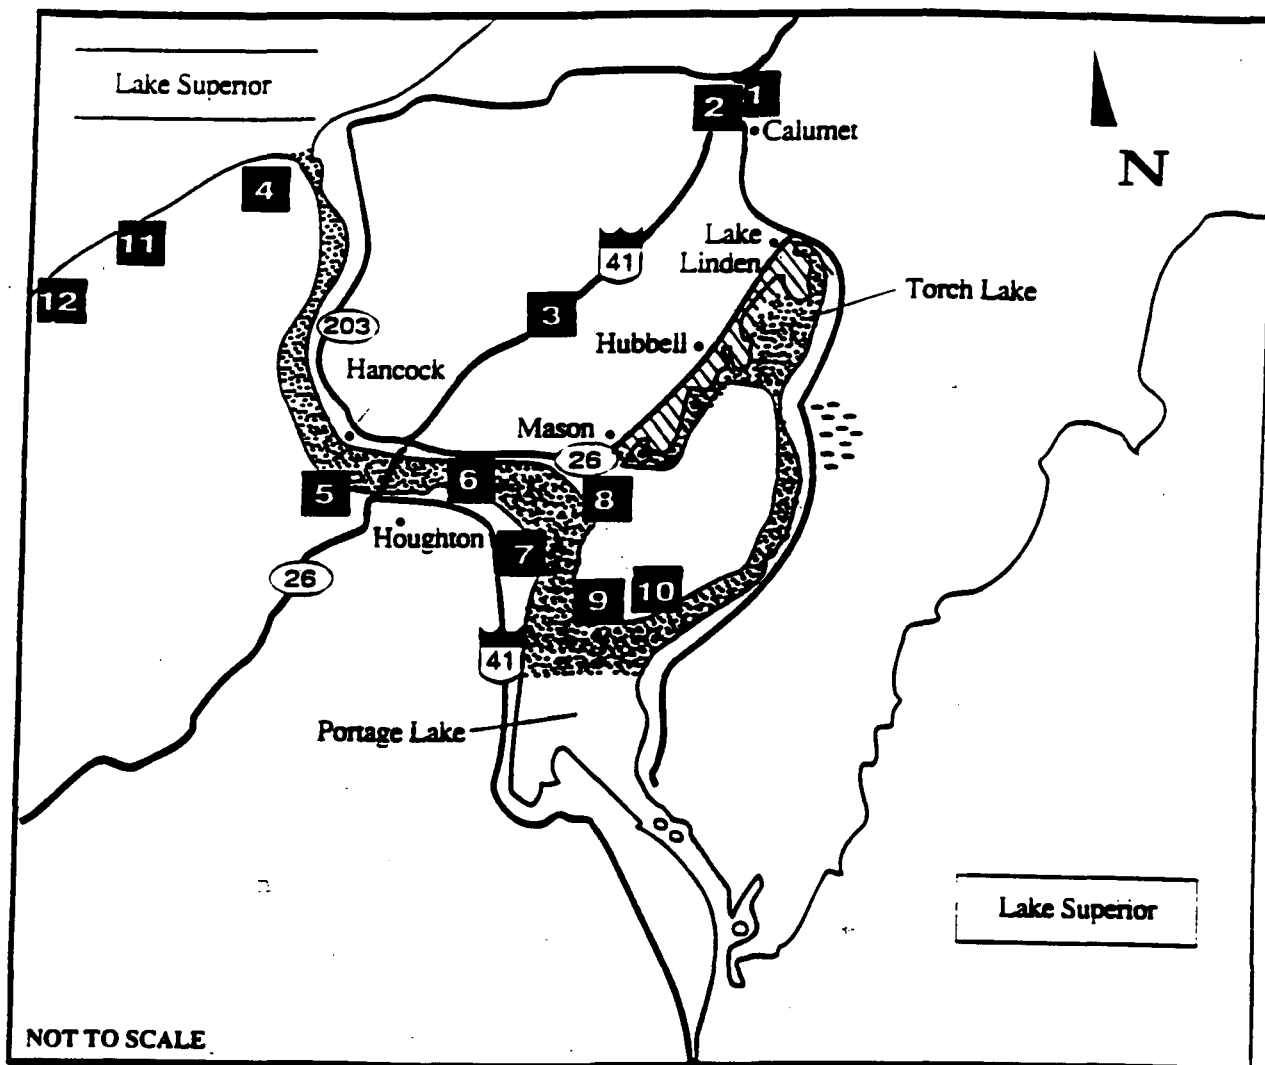 Lake Superior
1
2
Calumet
N
4
11
12
41
Lake
Linden
Torch Lake
3
203
Hubbell
Hancock
Mason
26
5
6
8
Houghton
7
26
9
10
41
Portage Lake
Lake Superior
NOT TO SCALE